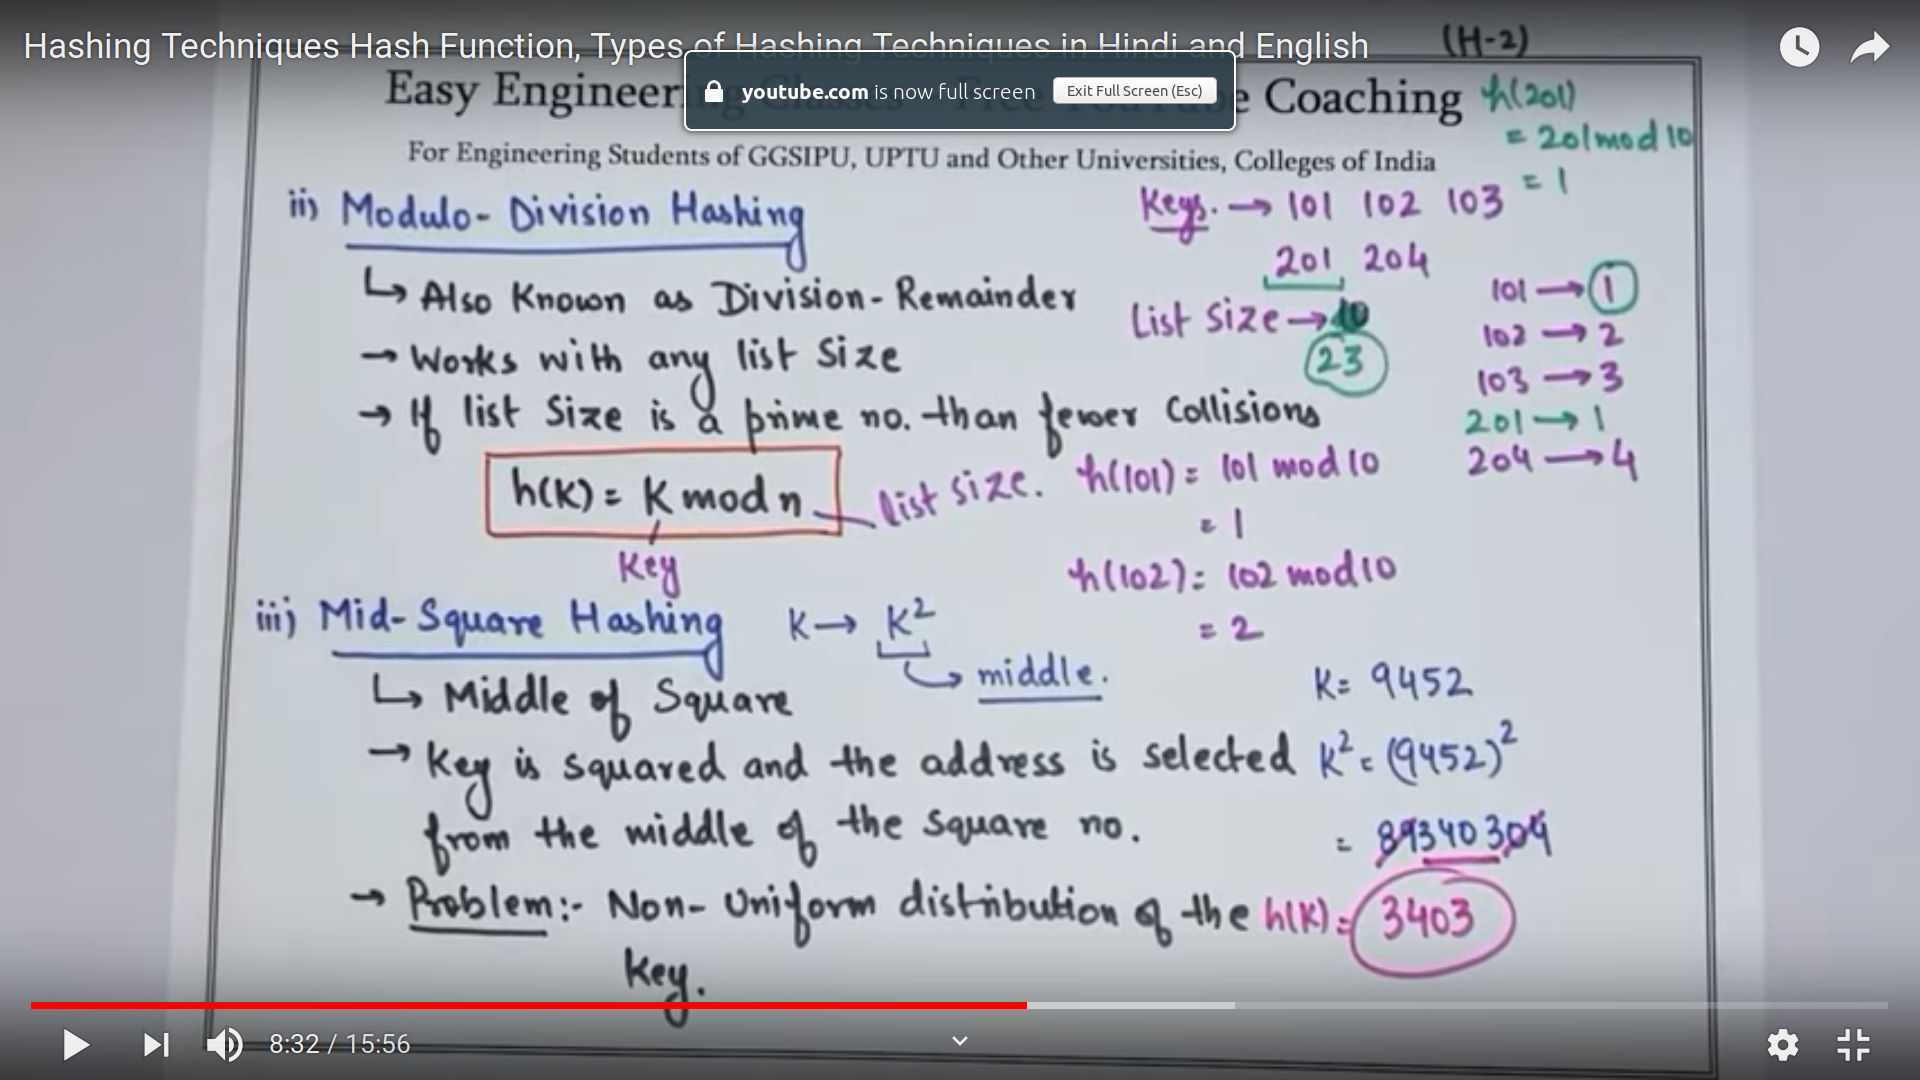 Hashing Techniques Hash Function, Types of Hashing Techniques in Hindi and English
(H-2)
youtube.com is now full screen Exit Full Screen (Esc)
Easy Engineering Classes - Free YouTube Coaching
For Engineering Students of GGSIPU, UPTU and Other Universities, Colleges of India
h(201)
= 201 mod 10
= 1
ii) Modulo-Division Hashing
↳ Also Known as Division-Remainder
→ Works with any list Size
→ If list Size is a prime no. than fewer Collisions
h(K) = K mod n
list size.
Key
Keys. → 101 102 103
201 204
List Size → 10
23
101 → 1
102 → 2
103 → 3
201 → 1
204 → 4
h(101) = 101 mod 10
= 1
h(102) = 102 mod 10
= 2
iii) Mid-Square Hashing
K → K²
middle.
↳ Middle of Square
→ Key is squared and the address is selected
from the middle of the square no.
→ Problem:- Non-Uniform distribution of the
Key.
K = 9452
K² = (9452)²
= 89340304
h(K) = 3403
8:32 / 15:56